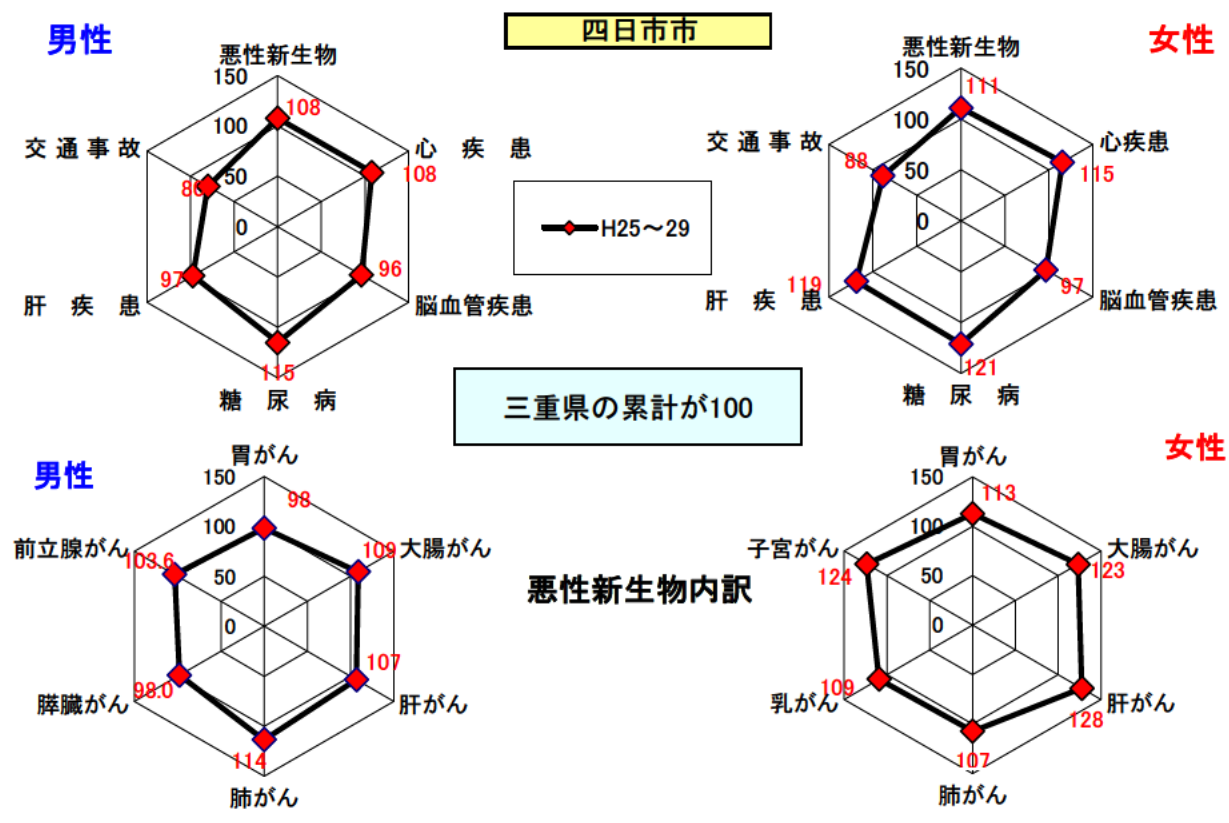 四日市市
男性
悪性新生物
150
108
100
50
0
心 疾 患
108
脳血管疾患
96
糖 尿 病
115
肝 疾 患
97
交 通 事 故
H25～29
女性
悪性新生物
150
111
100
50
0
心疾患
115
脳血管疾患
97
糖 尿 病
121
肝 疾 患
119
交 通 事 故
88
三重県の累計が100
男性
胃がん
150
98
100
50
0
大腸がん
109
肝がん
107
肺がん
114
膵臓がん
98.0
前立腺がん
103.6
悪性新生物内訳
女性
胃がん
150
113
100
50
0
大腸がん
123
肝がん
128
肺がん
107
乳がん
109
子宮がん
124